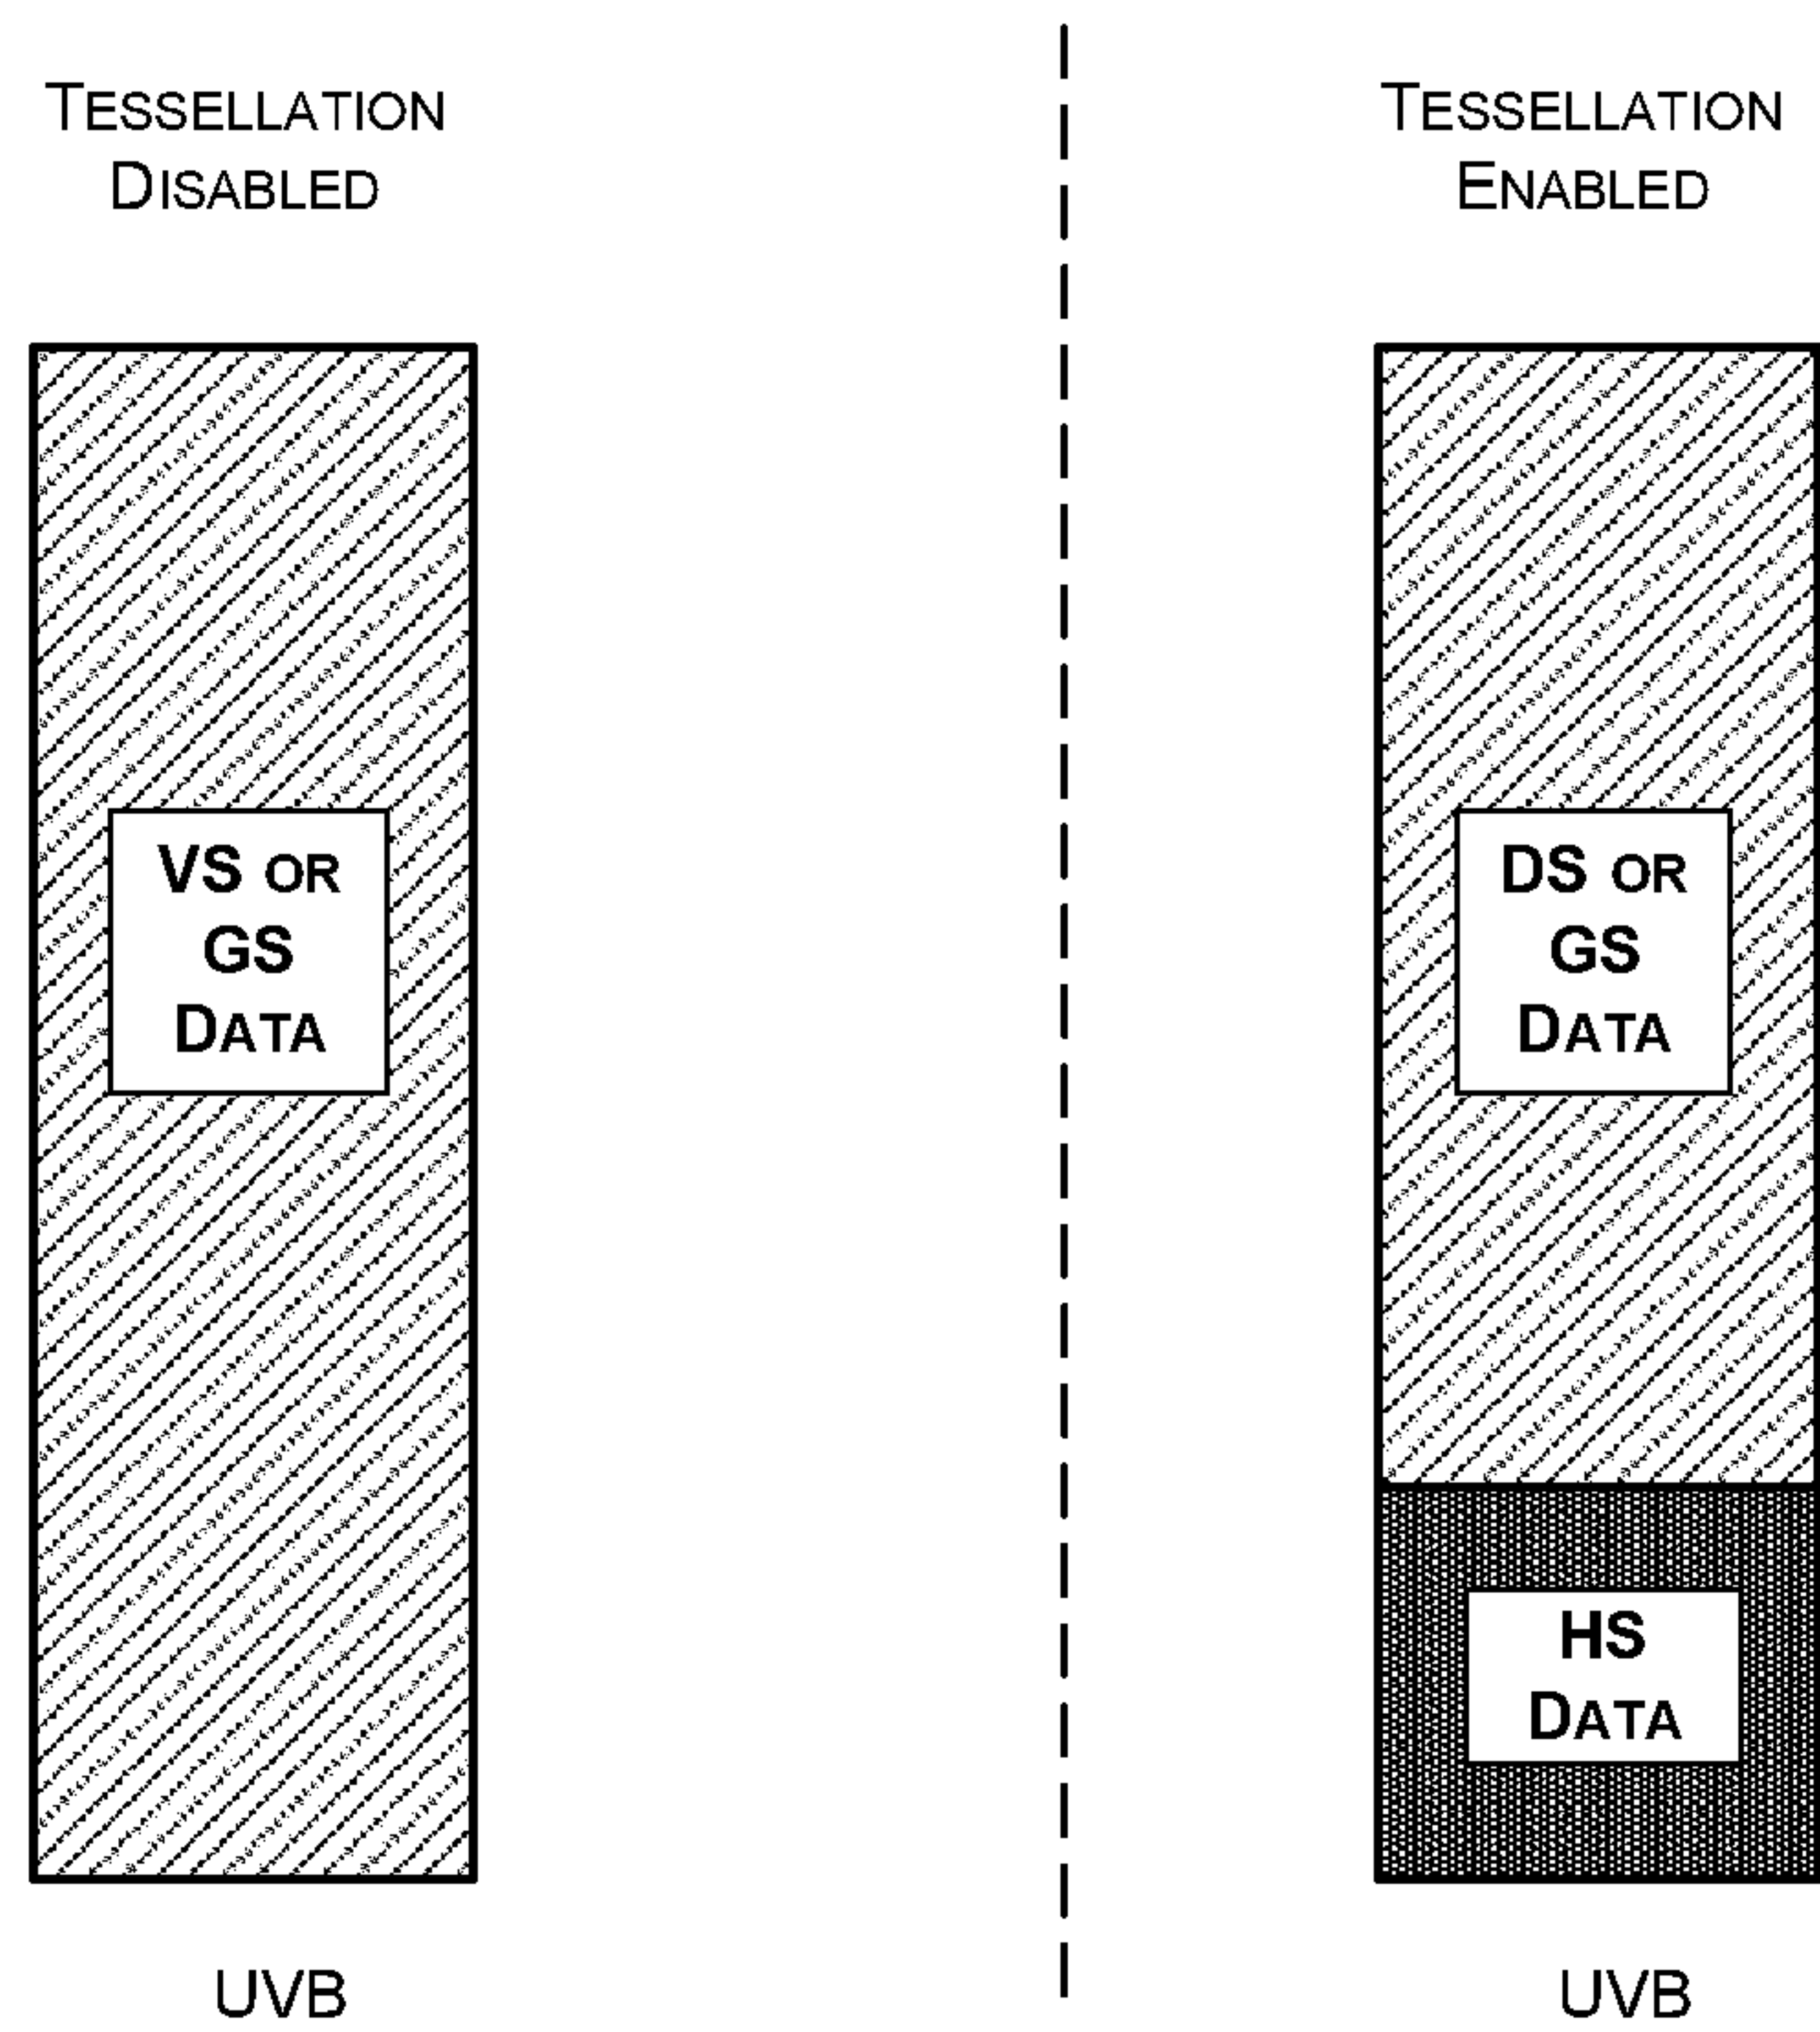 TESSELLATION
DISABLED
VS OR
GS
DATA
UVB
TESSELLATION
ENABLED
DS OR
GS
DATA
HS
DATA
UVB